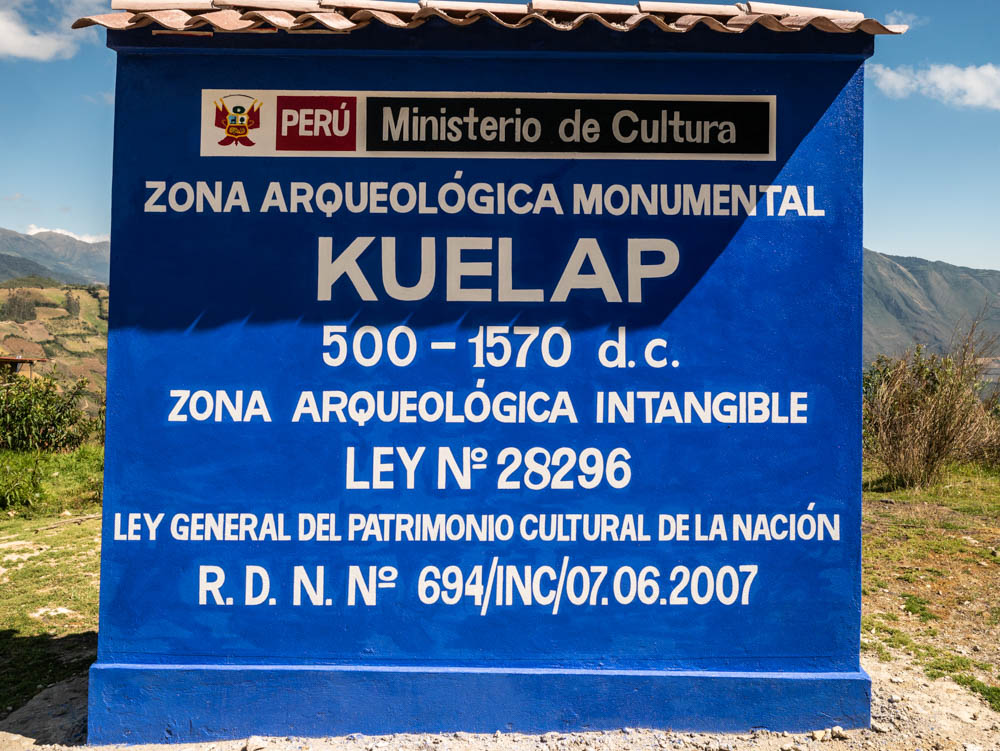 PERÚ Ministerio de Cultura
ZONA ARQUEOLÓGICA MONUMENTAL
KUELAP
500 - 1570 d.c.
ZONA ARQUEOLÓGICA INTANGIBLE
LEY Nº 28296
LEY GENERAL DEL PATRIMONIO CULTURAL DE LA NACIÓN
R. D. N. Nº 694/INC/07.06.2007